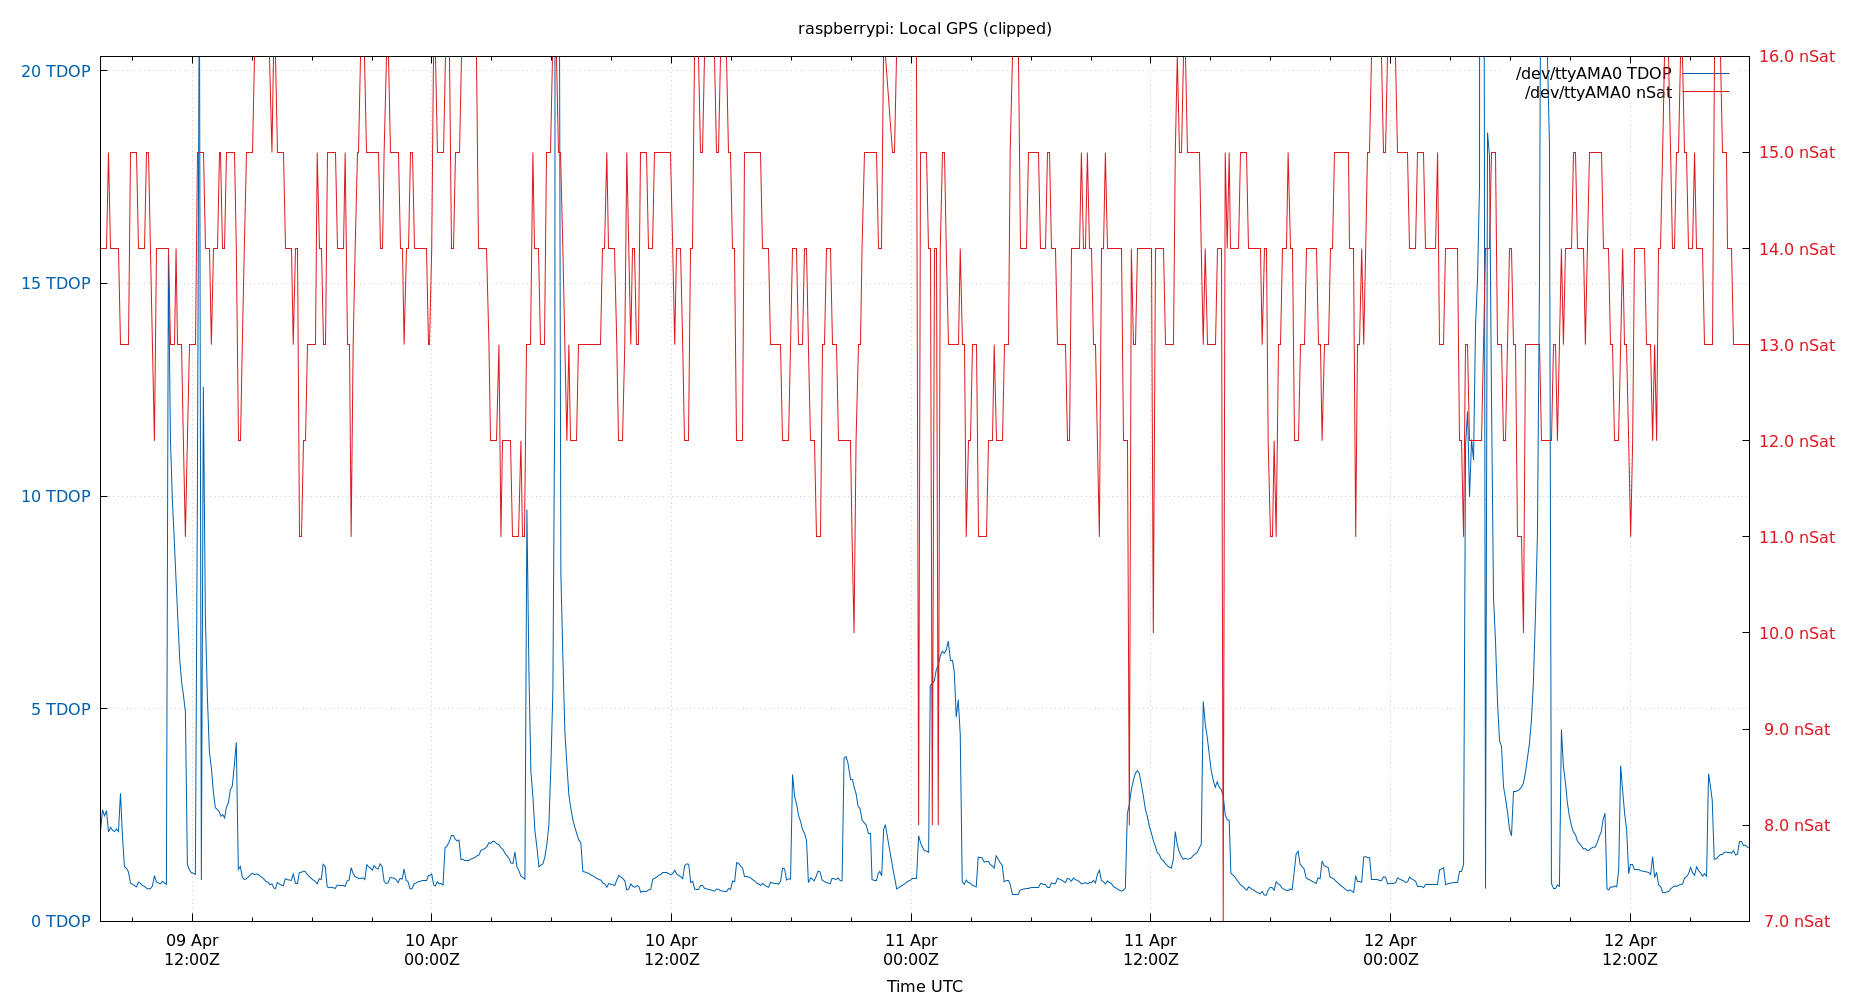 raspberrypi: Local GPS (clipped)
20 TDOP
15 TDOP
10 TDOP
5 TDOP
0 TDOP
16.0 nSat
15.0 nSat
14.0 nSat
13.0 nSat
12.0 nSat
11.0 nSat
10.0 nSat
9.0 nSat
8.0 nSat
7.0 nSat
/dev/ttyAMA0 TDOP
/dev/ttyAMA0 nSat
09 Apr
12:00Z
10 Apr
00:00Z
10 Apr
12:00Z
11 Apr
00:00Z
11 Apr
12:00Z
12 Apr
00:00Z
12 Apr
12:00Z
Time UTC